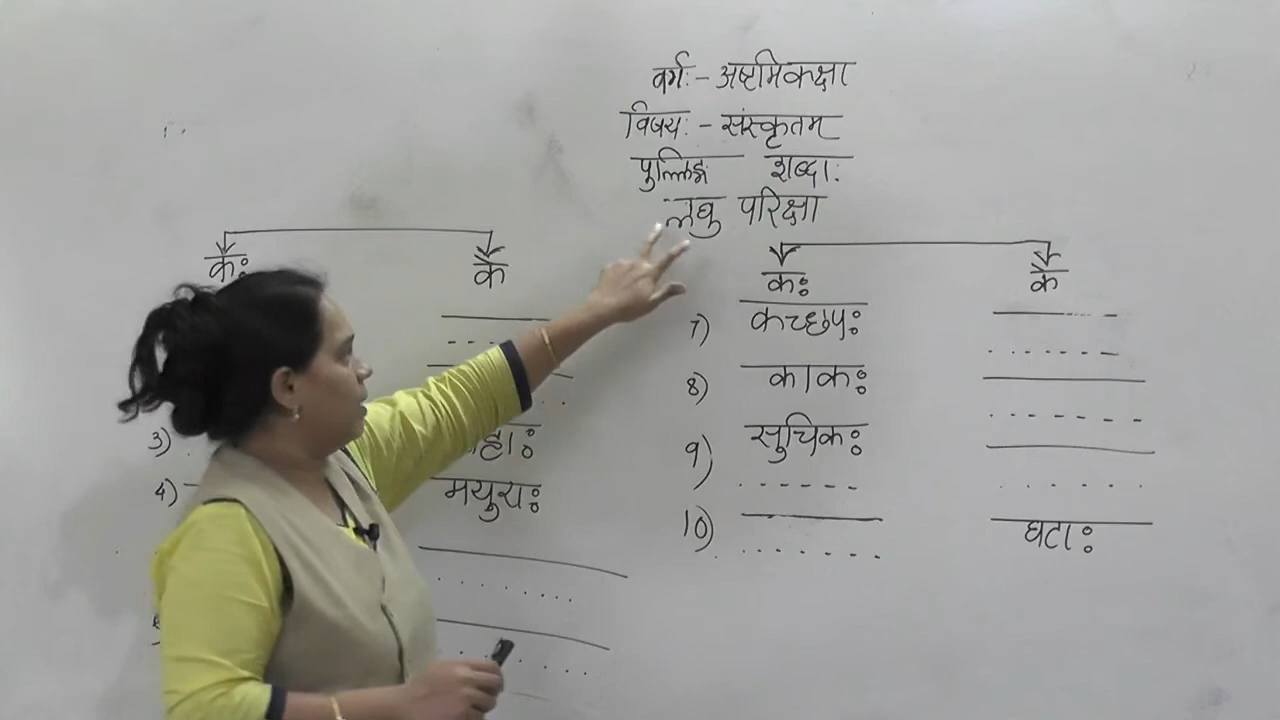 वर्गः - अष्टमिकक्षा
विषयः - संस्कृतम
पुल्लिङ्ग शब्दाः
लघु परिक्षा
कः के
3)
4) मयुराः
कः के
7) कच्छपः
8) काकः
9) सुचिकः
10) घटाः